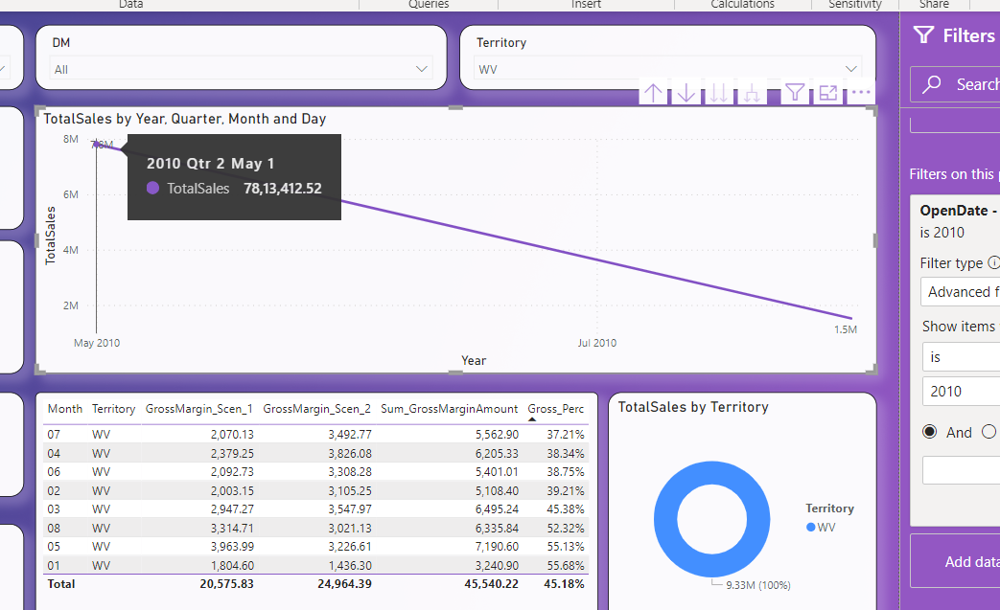 Data
Queries
Insert
Calculations
Sensitivity
Share
DM
All
Territory
WV
Filters
Search
TotalSales by Year, Quarter, Month and Day
8M
6M
4M
2M
TotalSales
2010 Qtr 2 May 1
TotalSales 78,13,412.52
1.5M
May 2010
Jul 2010
Year
Filters on this
OpenDate -
is 2010
Filter type
Advanced f
Show items
is
2010
And
Add data
Month Territory GrossMargin_Scen_1 GrossMargin_Scen_2 Sum_GrossMarginAmount Gross_Perc
07 WV 2,070.13 3,492.77 5,562.90 37.21%
04 WV 2,379.25 3,826.08 6,205.33 38.34%
06 WV 2,092.73 3,308.28 5,401.01 38.75%
02 WV 2,003.15 3,105.25 5,108.40 39.21%
03 WV 2,947.27 3,547.97 6,495.24 45.38%
08 WV 3,314.71 3,021.13 6,335.84 52.32%
05 WV 3,963.99 3,226.61 7,190.60 55.13%
01 WV 1,804.60 1,436.30 3,240.90 55.68%
Total 20,575.83 24,964.39 45,540.22 45.18%
TotalSales by Territory
Territory
WV
9.33M (100%)